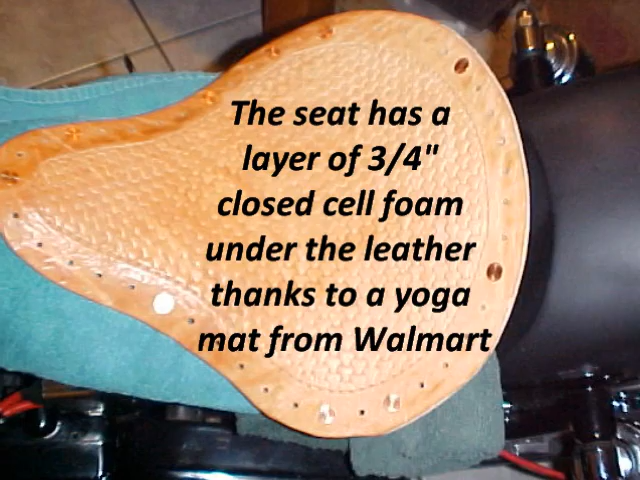 The seat has a
layer of 3/4"
closed cell foam
under the leather
thanks to a yoga
mat from Walmart